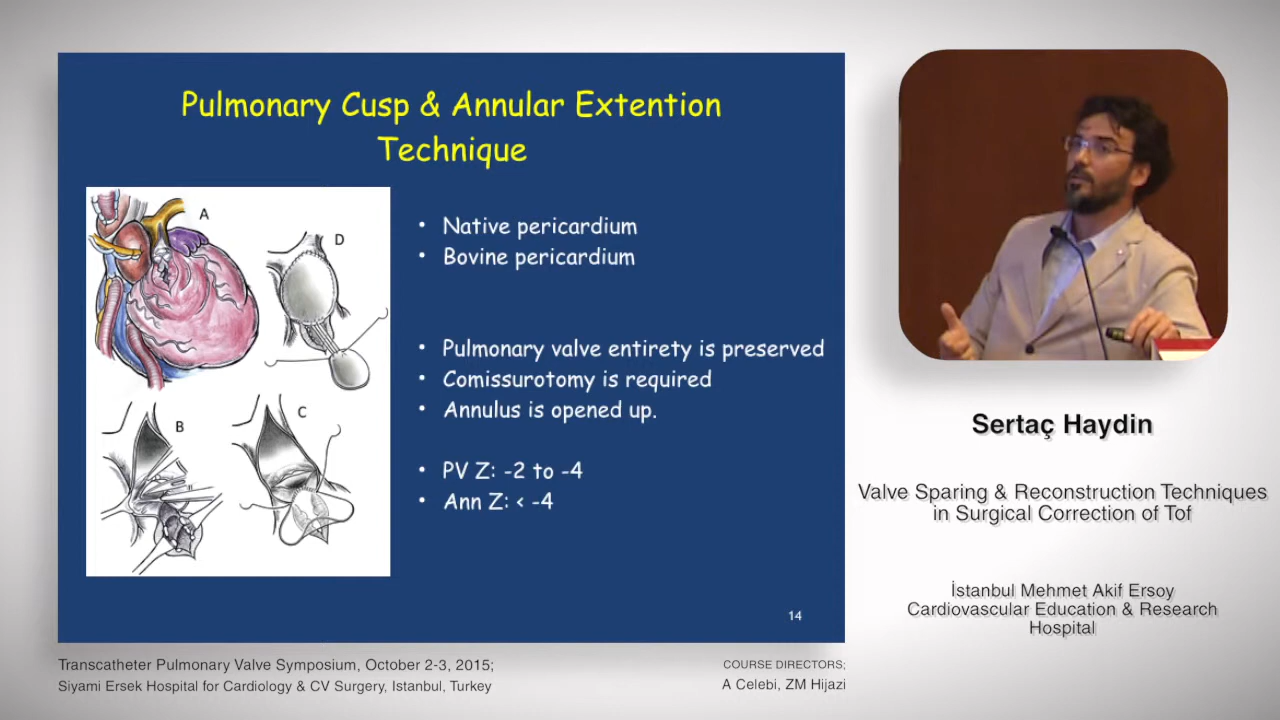 Pulmonary Cusp & Annular Extention
Technique
A
D
B
C
• Native pericardium
• Bovine pericardium
• Pulmonary valve entirety is preserved
• Comissurotomy is required
• Annulus is opened up.
• PV Z: -2 to -4
• Ann Z: < -4
14
Sertaç Haydin
Valve Sparing & Reconstruction Techniques
in Surgical Correction of Tof
İstanbul Mehmet Akif Ersoy
Cardiovascular Education & Research
Hospital
Transcatheter Pulmonary Valve Symposium, October 2-3, 2015;
Siyami Ersek Hospital for Cardiology & CV Surgery, Istanbul, Turkey
COURSE DIRECTORS;
A Celebi, ZM Hijazi